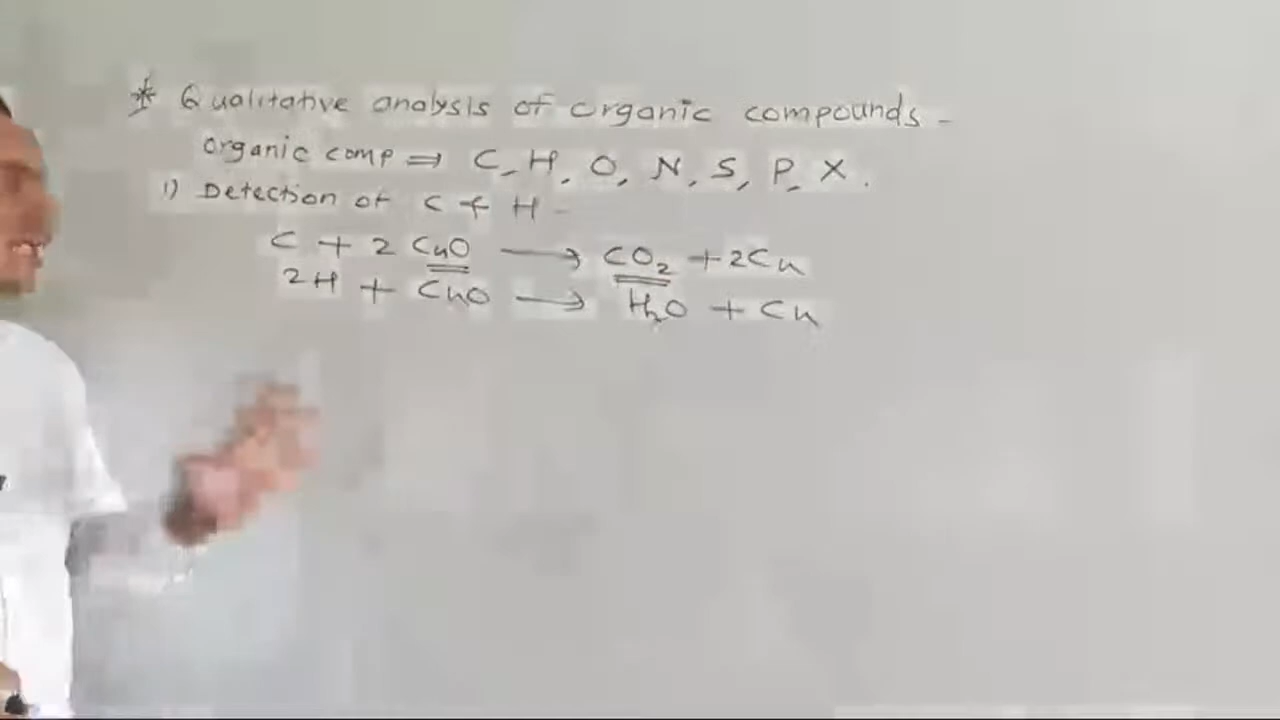 * Qualitative analysis of organic compounds -
organic comp ⇒ C, H, O, N, S, P, X.
1) Detection of C & H -
C + 2 CuO ⟶ CO₂ + 2Cu
2H + CuO ⟶ H₂O + Cu